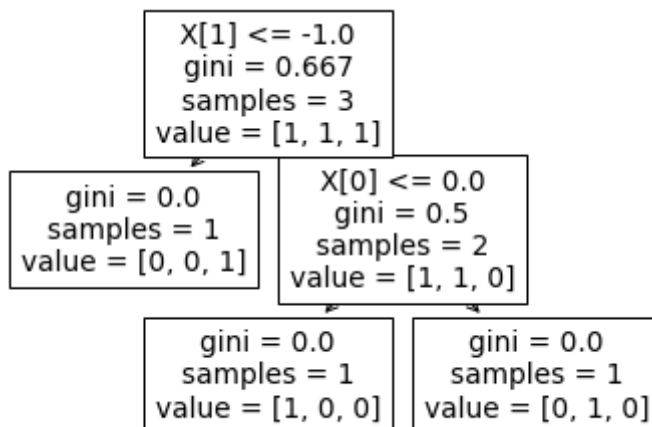 X[1] <= -1.0
gini = 0.667
samples = 3
value = [1, 1, 1]
gini = 0.0
samples = 1
value = [0, 0, 1]
X[0] <= 0.0
gini = 0.5
samples = 2
value = [1, 1, 0]
gini = 0.0
samples = 1
value = [1, 0, 0]
gini = 0.0
samples = 1
value = [0, 1, 0]